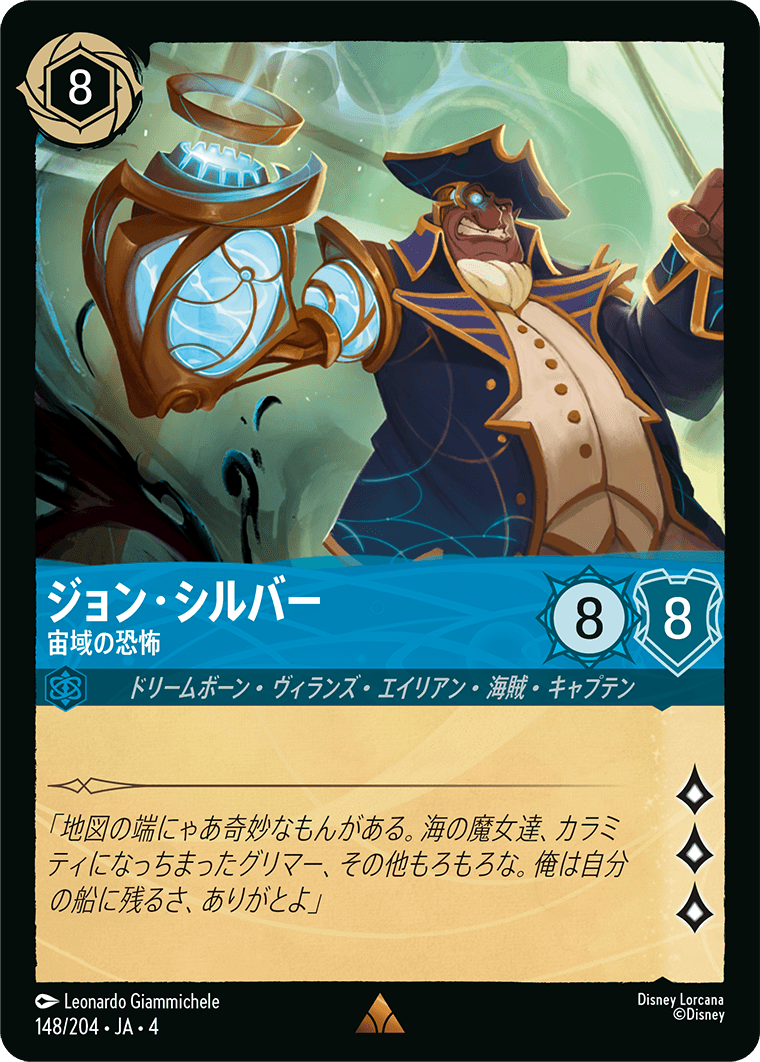 8
ジョン・シルバー
宙域の恐怖
8
8
ドリームボーン・ヴィランズ・エイリアン・海賊・キャプテン
「地図の端にゃあ奇妙なもんがある。海の魔女達、カラミ
ティになっちまったグリマー、その他もろもろな。俺は自分
の船に残るさ、ありがとよ」
Leonardo Giammichele
148/204・JA・4
Disney Lorcana
©Disney